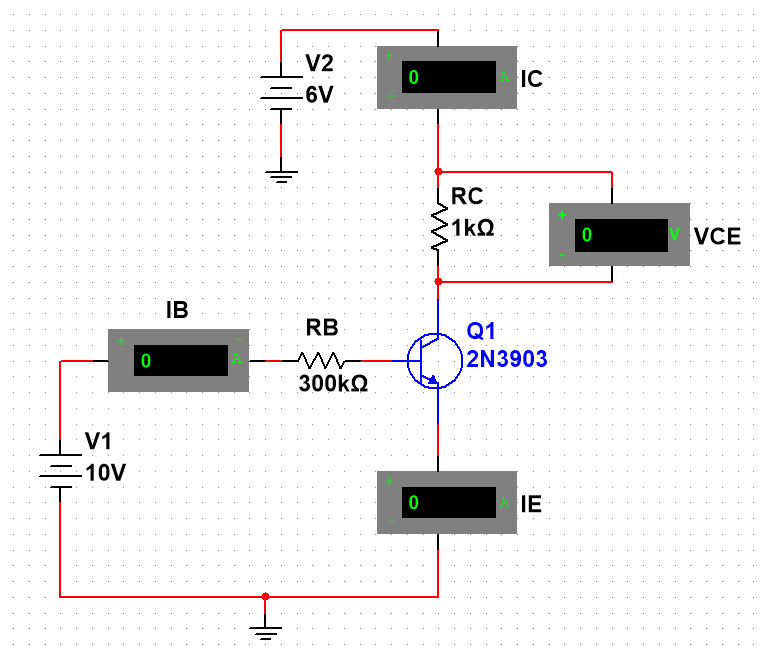 V2
6V
+
0
A
-
IC
RC
1kΩ
+
0
V
-
VCE
IB
+
-
0
A
RB
300kΩ
Q1
2N3903
V1
10V
+
0
A
-
IE